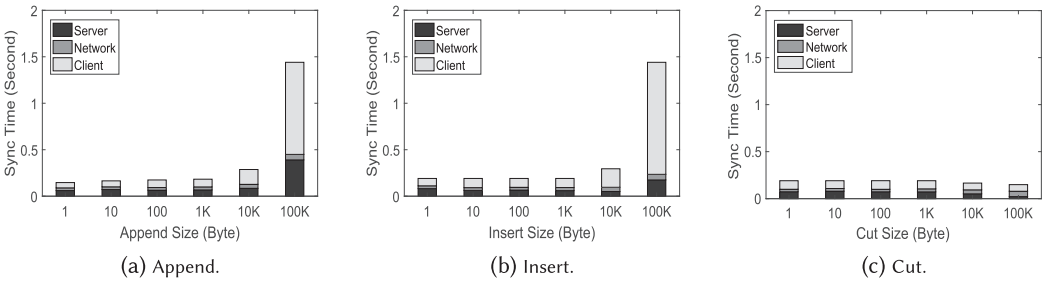 2
1.5
1
0.5
0
Sync Time (Second)
Server
Network
Client
1 10 100 1K 10K 100K
Append Size (Byte)
(a) Append.
2
1.5
1
0.5
0
Sync Time (Second)
Server
Network
Client
1 10 100 1K 10K 100K
Insert Size (Byte)
(b) Insert.
2
1.5
1
0.5
0
Sync Time (Second)
Server
Network
Client
1 10 100 1K 10K 100K
Cut Size (Byte)
(c) Cut.